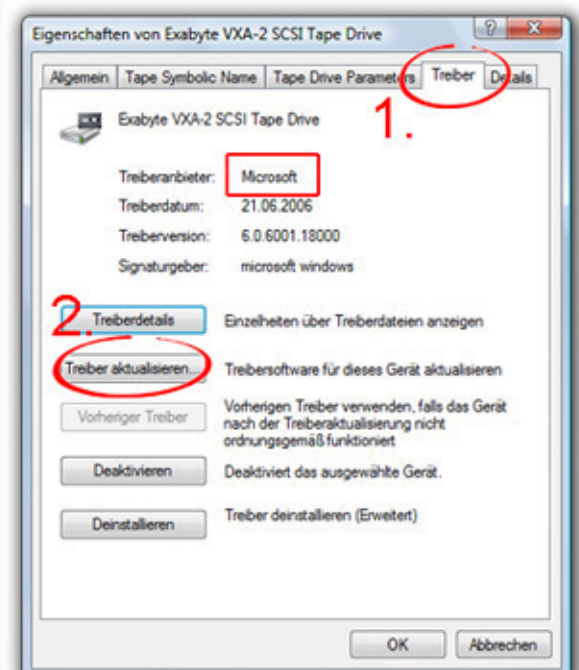 Eigenschaften von Exabyte VXA-2 SCSI Tape Drive
Allgemein Tape Symbolic Name Tape Drive Parameters Treiber Details
1.
Exabyte VXA-2 SCSI Tape Drive
Treiberanbieter: Microsoft
Treiberdatum: 21.06.2006
Treiberversion: 6.0.6001.18000
Signaturgeber: microsoft windows
2.
Treiberdetails Einzelheiten über Treiberdateien anzeigen
Treiber aktualisieren... Treibersoftware für dieses Gerät aktualisieren
Vorheriger Treiber Vorherigen Treiber verwenden, falls das Gerät
nach der Treiberaktualisierung nicht
ordnungsgemäß funktioniert
Deaktivieren Deaktiviert das ausgewählte Gerät.
Deinstallieren Treiber deinstallieren (Erweitert)
OK Abbrechen